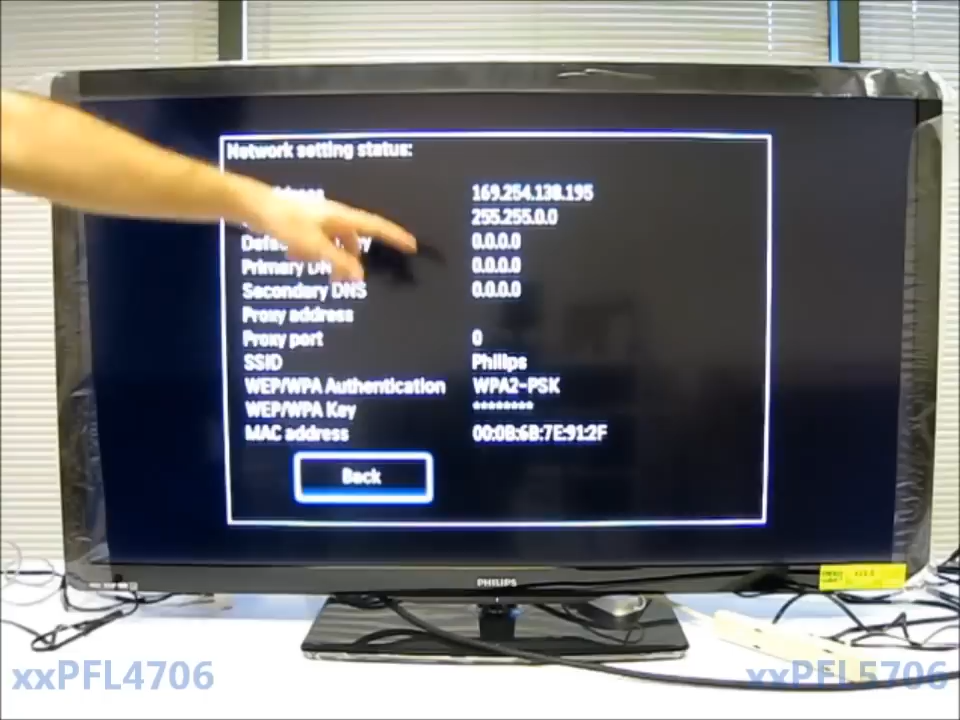 Network setting status:
169.254.138.195
255.255.0.0
0.0.0.0
Primary 0.0.0.0
Secondary DNS 0.0.0.0
Proxy address
Proxy port 0
SSID Philips
WEP/WPA Authentication WPA2-PSK
WEP/WPA Key ********
MAC address 00:0B:6B:7E:91:2F
Back
PHILIPS
xxPFL4706
xxPFL5706